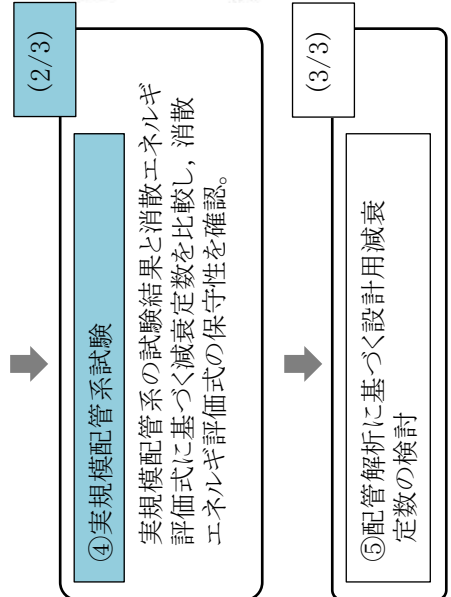 (2/3)
④実規模配管系試験
実規模配管系の試験結果と消散エネルギ
評価式に基づく減衰定数を比較し，消散
エネルギ評価式の保守性を確認。
(3/3)
⑤配管解析に基づく設計用減衰
定数の検討